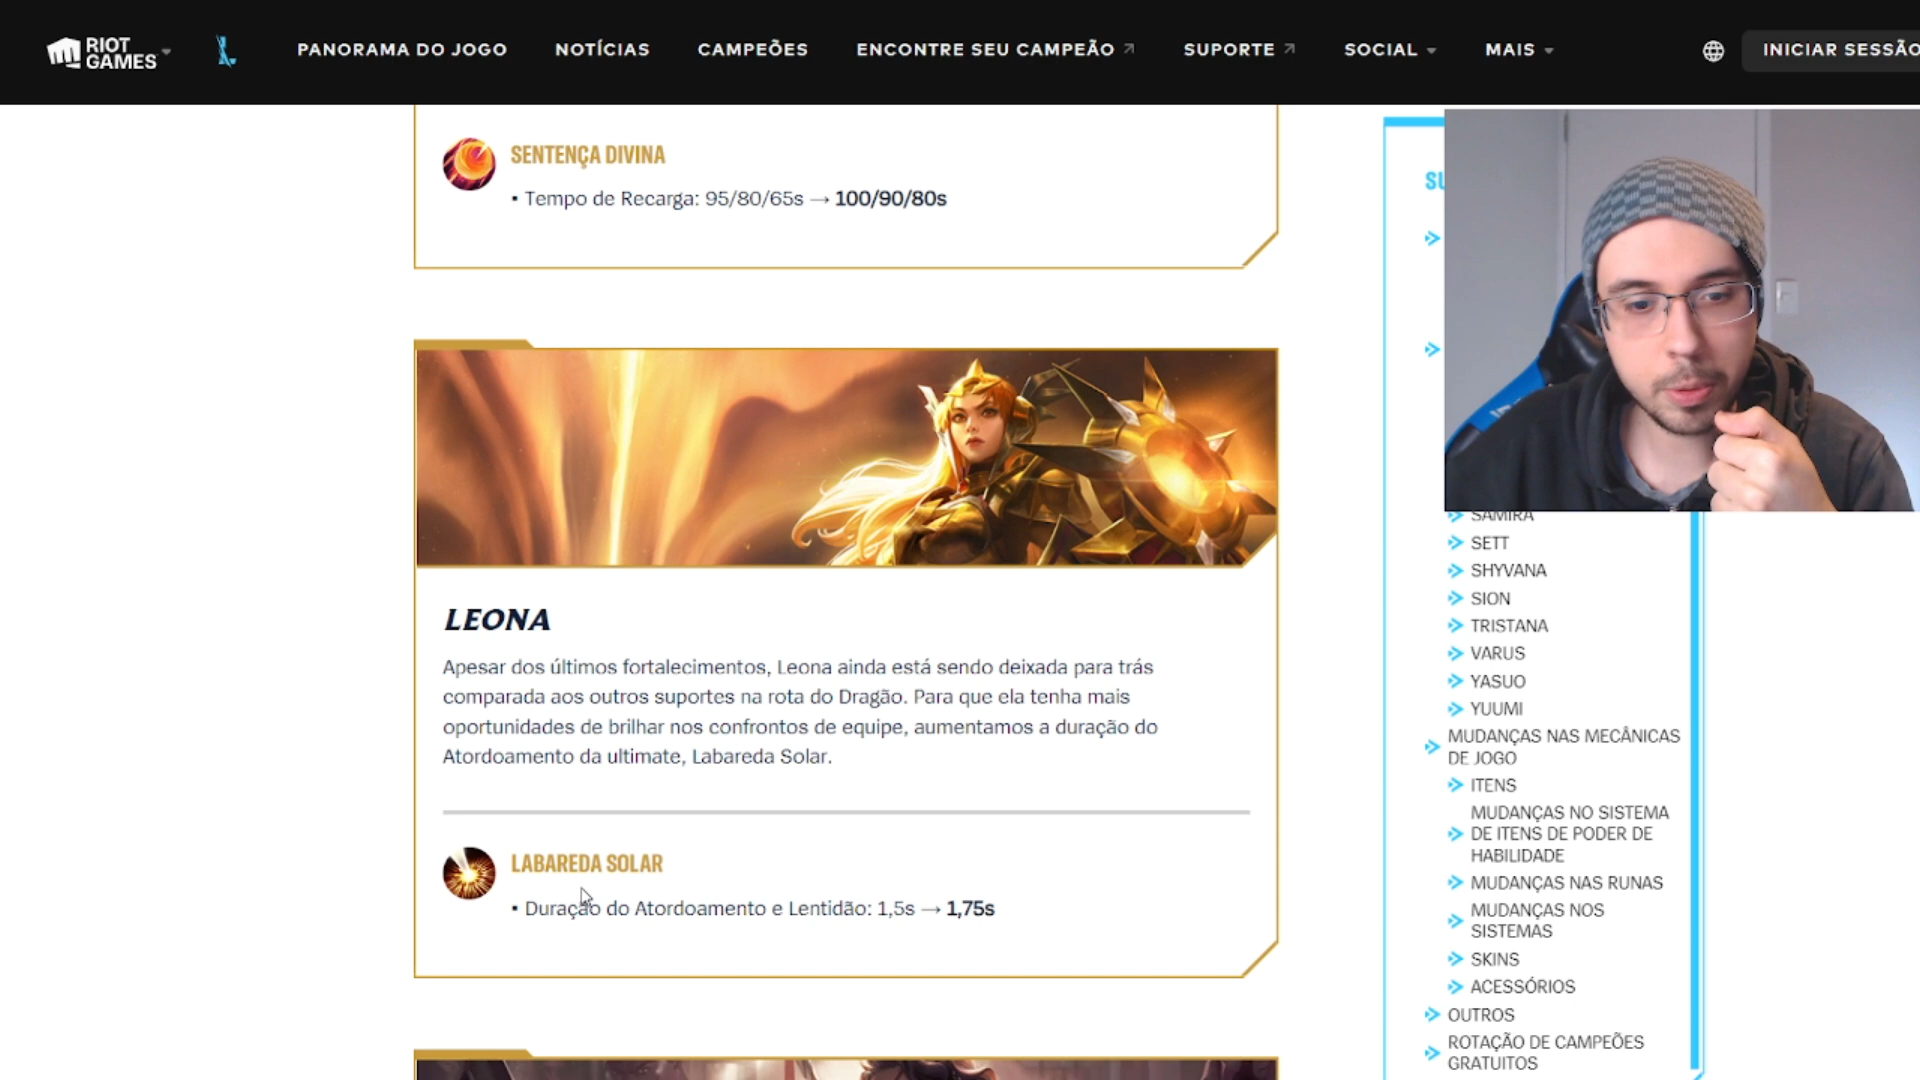 RIOT
GAMES
PANORAMA DO JOGO
NOTÍCIAS
CAMPEÕES
ENCONTRE SEU CAMPEÃO
SUPORTE
SOCIAL
MAIS
INICIAR SESSÃO
SENTENÇA DIVINA
• Tempo de Recarga: 95/80/65s → 100/90/80s
LEONA
Apesar dos últimos fortalecimentos, Leona ainda está sendo deixada para trás
comparada aos outros suportes na rota do Dragão. Para que ela tenha mais
oportunidades de brilhar nos confrontos de equipe, aumentamos a duração do
Atordoamento da ultimate, Labareda Solar.
LABAREDA SOLAR
• Duração do Atordoamento e Lentidão: 1,5s → 1,75s
SAMIRA
SETT
SHYVANA
SION
TRISTANA
VARUS
YASUO
YUUMI
MUDANÇAS NAS MECÂNICAS
DE JOGO
ITENS
MUDANÇAS NO SISTEMA
DE ITENS DE PODER DE
HABILIDADE
MUDANÇAS NAS RUNAS
MUDANÇAS NOS
SISTEMAS
SKINS
ACESSÓRIOS
OUTROS
ROTAÇÃO DE CAMPEÕES
GRATUITOS